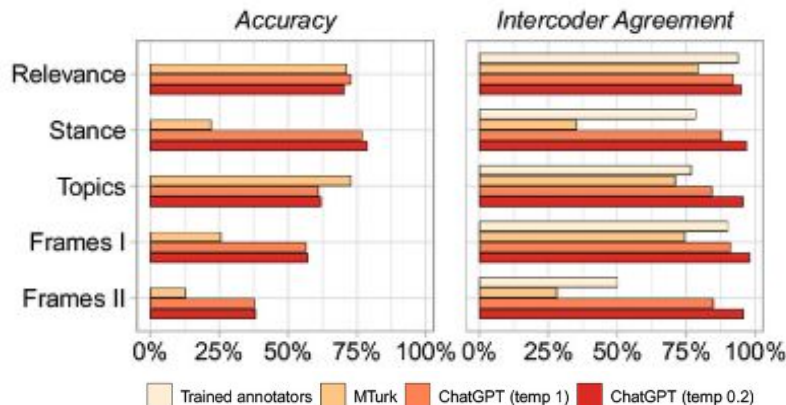 Accuracy Intercoder Agreement
Relevance
Stance
Topics
Frames I
Frames II
0% 25% 50% 75% 100% 0% 25% 50% 75% 100%
Trained annotators MTurk ChatGPT (temp 1) ChatGPT (temp 0.2)